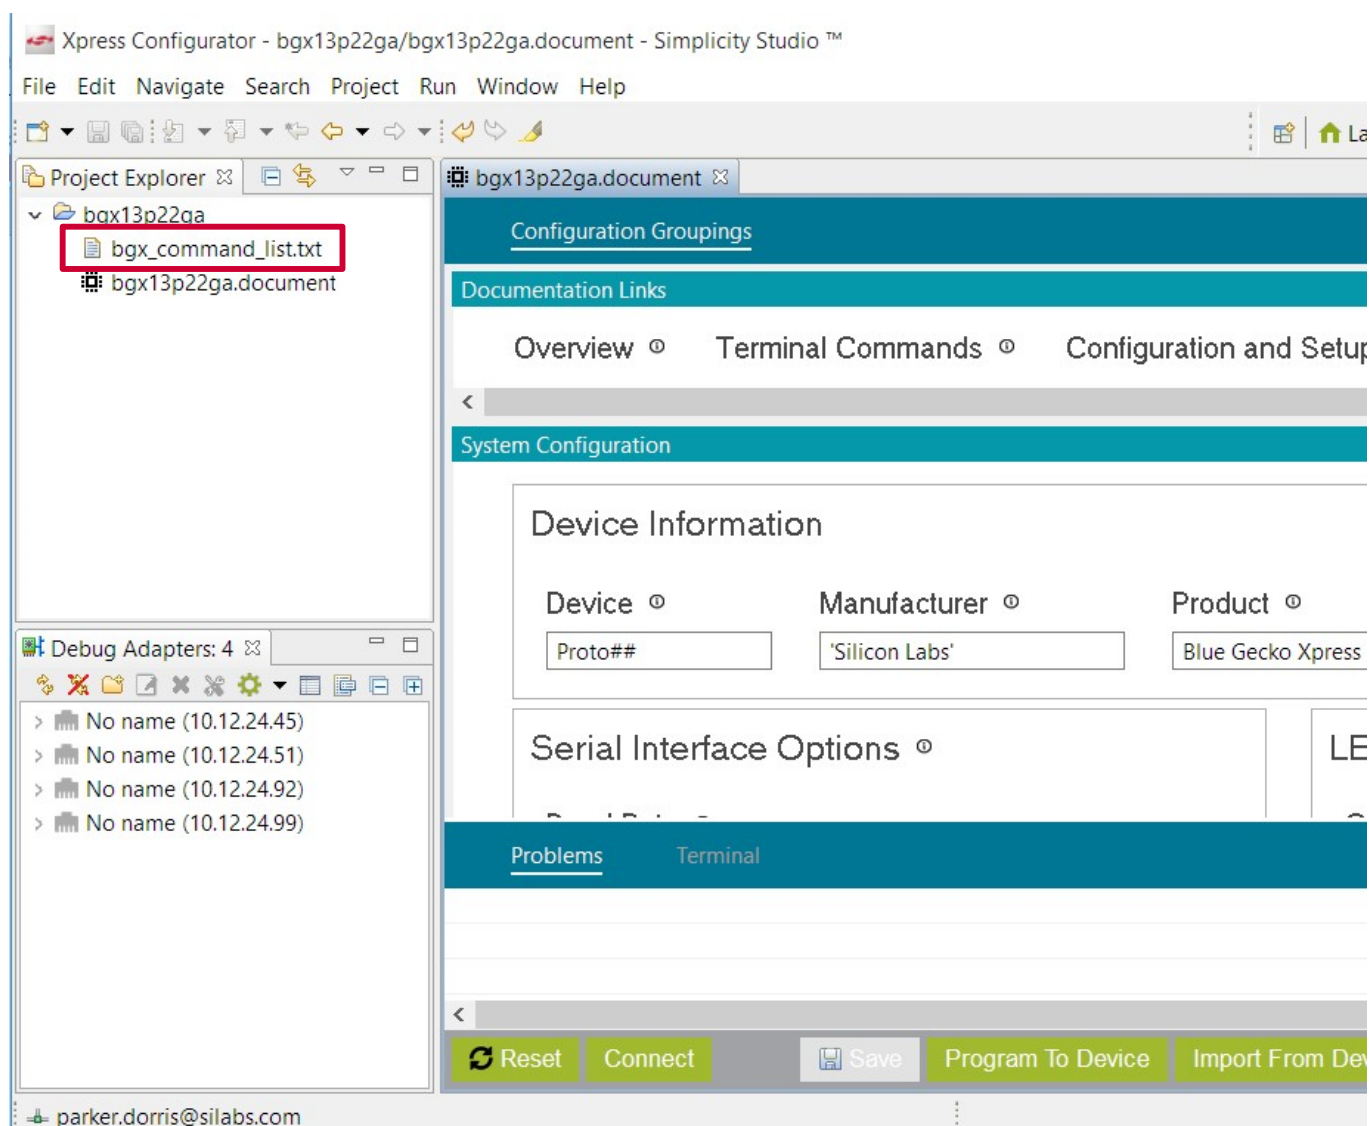 Xpress Configurator - bgx13p22ga/bgx13p22ga.document - Simplicity Studio ™
File Edit Navigate Search Project Run Window Help
La
Project Explorer
bgx13p22ga.document
bgx13p22ga
bgx_command_list.txt
bgx13p22ga.document
Configuration Groupings
Documentation Links
Overview Terminal Commands Configuration and Setup
System Configuration
Device Information
Device Manufacturer Product
Proto## 'Silicon Labs' Blue Gecko Xpress
Serial Interface Options LE
Debug Adapters: 4
No name (10.12.24.45)
No name (10.12.24.51)
No name (10.12.24.92)
No name (10.12.24.99)
Problems Terminal
Reset Connect Save Program To Device Import From Dev
parker.dorris@silabs.com